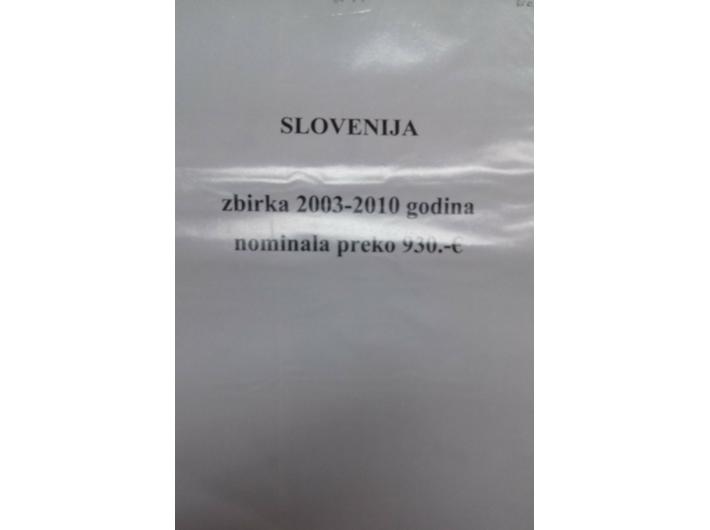 SLOVENIJA
zbirka 2003-2010 godina
nominala preko 930.-€